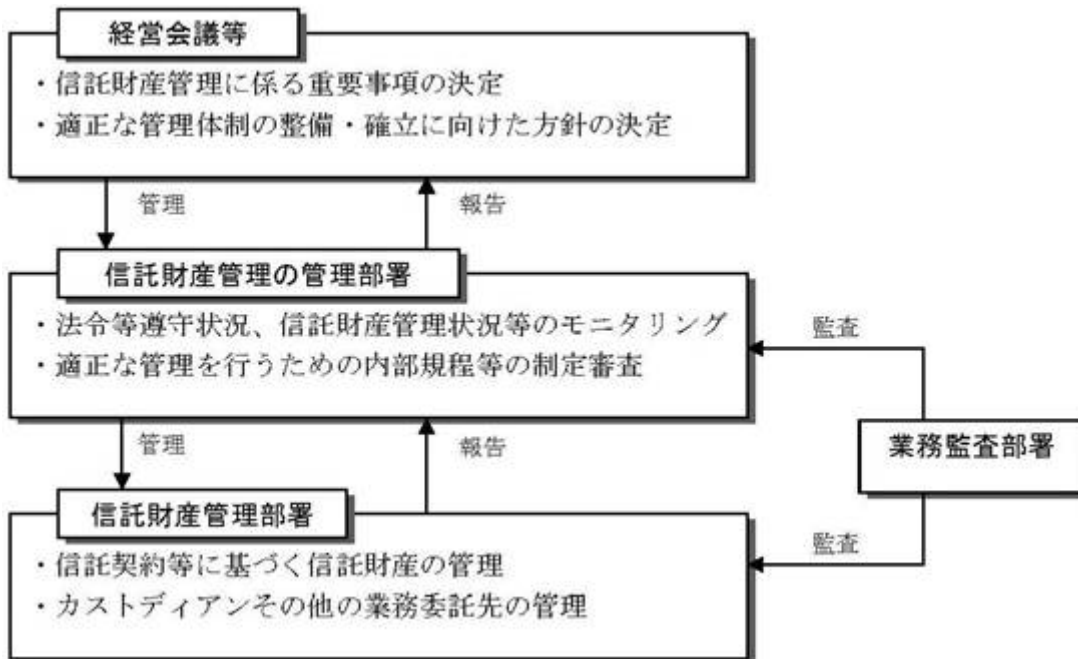 経営会議等
・信託財産管理に係る重要事項の決定
・適正な管理体制の整備・確立に向けた方針の決定
管理
報告
信託財産管理の管理部署
・法令等遵守状況、信託財産管理状況等のモニタリング
・適正な管理を行うための内部規程等の制定審査
監査
管理
報告
業務監査部署
信託財産管理部署
・信託契約等に基づく信託財産の管理
・カストディアンその他の業務委託先の管理
監査